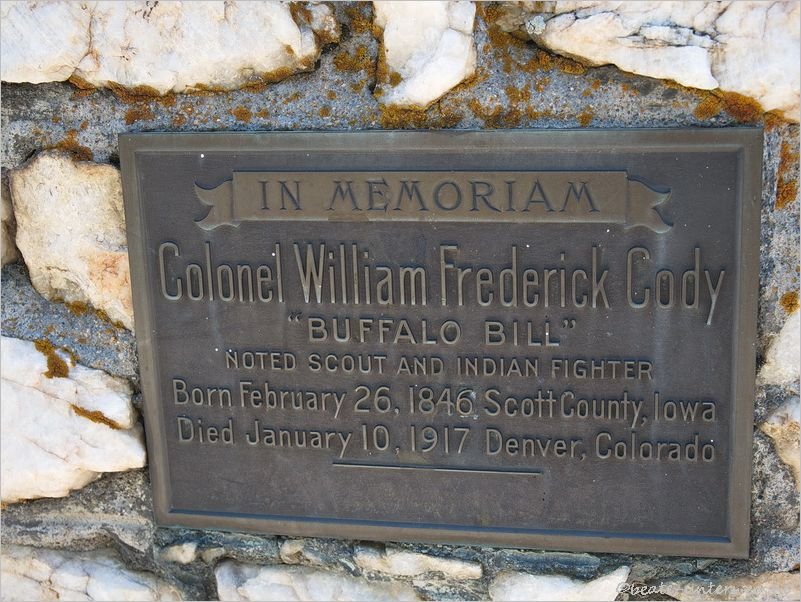 IN MEMORIAM
Colonel William Frederick Cody
"BUFFALO BILL"
NOTED SCOUT AND INDIAN FIGHTER
Born February 26, 1846, Scott County, Iowa
Died January 10, 1917 Denver, Colorado